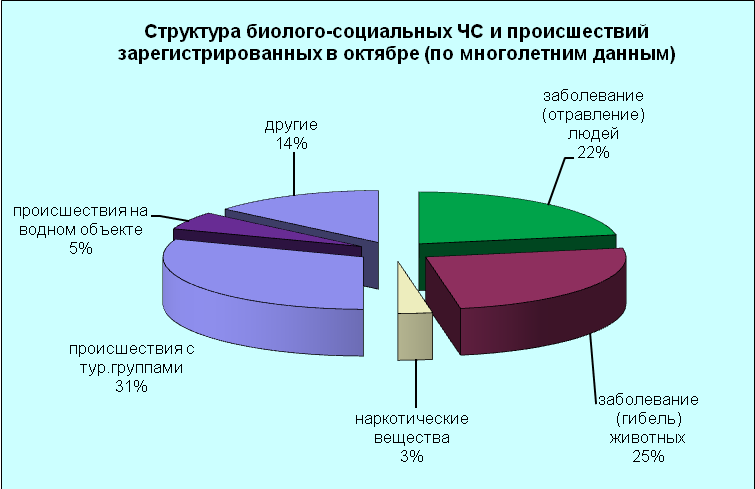 Структура биолого-социальных ЧС и происшествий
зарегистрированных в октябре (по многолетним данным)
заболевание
(отравление)
людей
22%
другие
14%
происшествия на
водном объекте
5%
происшествия с
тур.группами
31%
наркотические
вещества
3%
заболевание
(гибель)
животных
25%